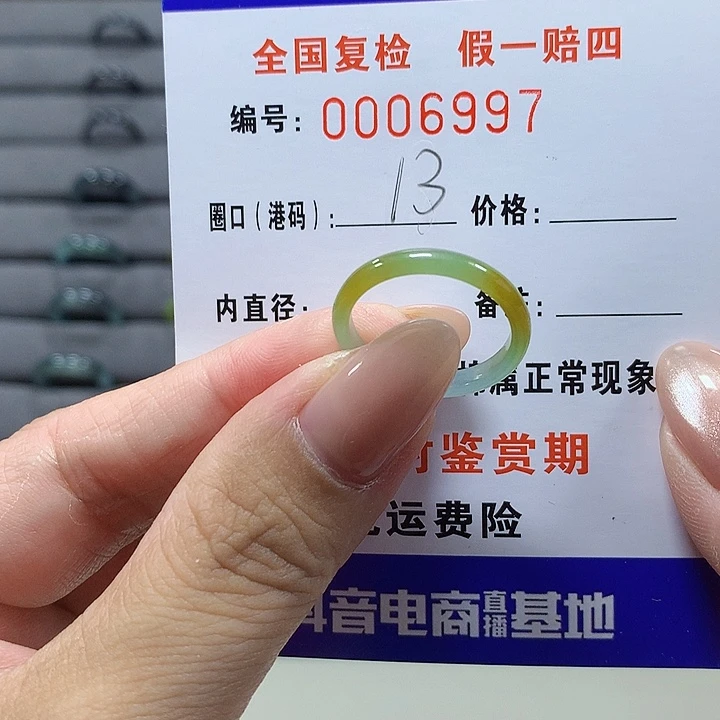 全国复检 假一赔四
编号: 0006997
圈口(港码): 13 价格:
内直径: 备
属正常现象
鉴赏期
运费险
音电商直播基地